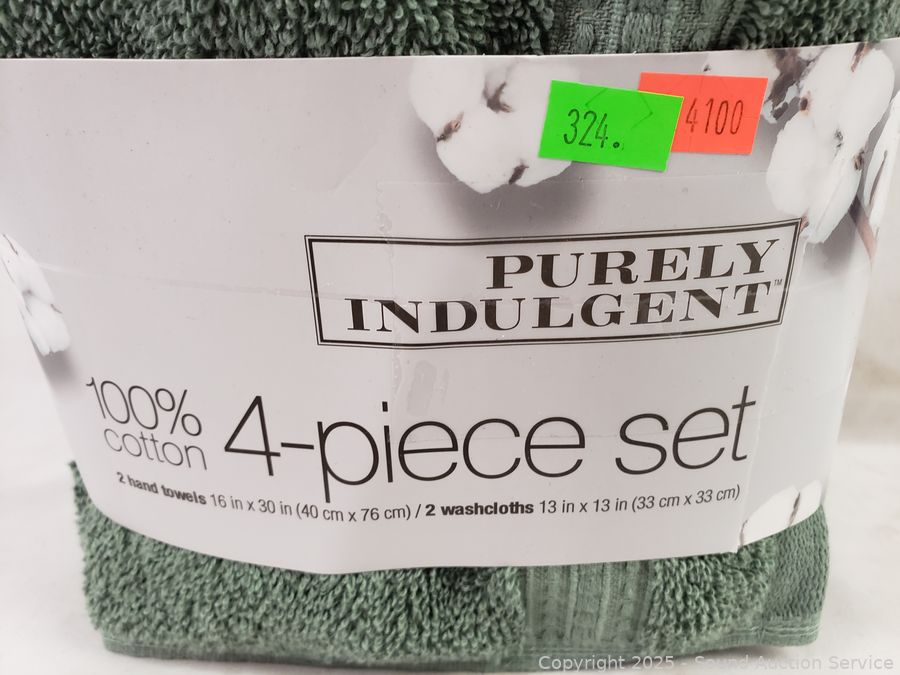 324.
4100
PURELY
INDULGENT™
100%
cotton
4-piece set
2 hand towels 16 in x 30 in (40 cm x 76 cm) / 2 washcloths 13 in x 13 in (33 cm x 33 cm)
Copyright 2025 - Sound Auction Service